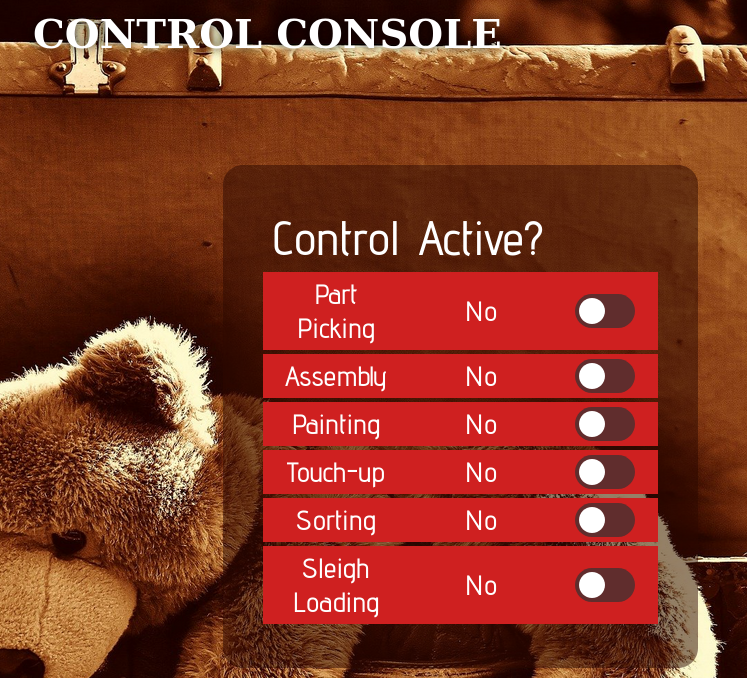 CONTROL CONSOLE
Control Active?
Part
Picking
No
Assembly
No
Painting
No
Touch-up
No
Sorting
No
Sleigh
Loading
No